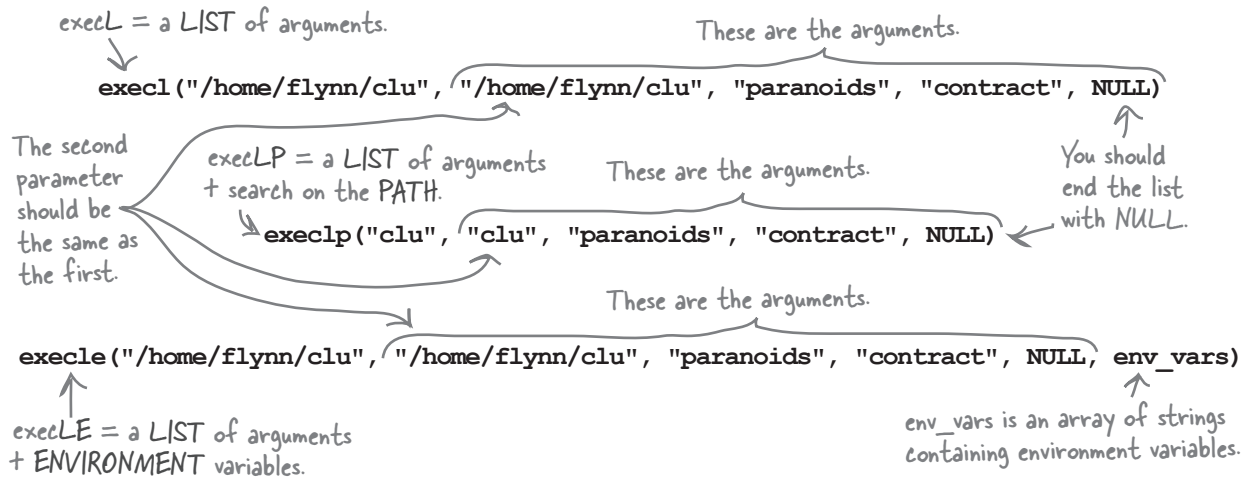 execL = a LIST of arguments.
These are the arguments.
execl("/home/flynn/clu", "/home/flynn/clu", "paranoids", "contract", NULL)
The second
parameter
should be
the same as
the first.
execLP = a LIST of arguments
+ search on the PATH.
These are the arguments.
You should
end the list
with NULL.
execlp("clu", "clu", "paranoids", "contract", NULL)
These are the arguments.
execle("/home/flynn/clu", "/home/flynn/clu", "paranoids", "contract", NULL, env_vars)
execLE = a LIST of arguments
+ ENVIRONMENT variables.
env_vars is an array of strings
containing environment variables.